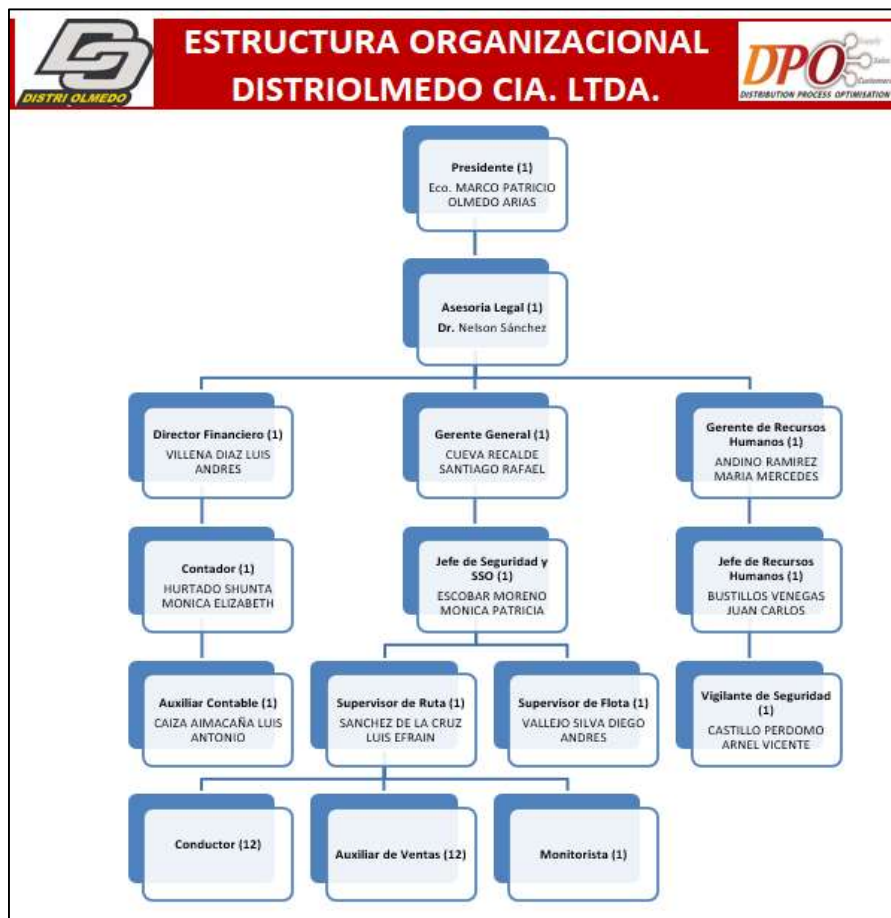 DISTRI OLMEDO
ESTRUCTURA ORGANIZACIONAL
DISTRIOLMEDO CIA. LTDA.
Supply
Sales
Customers
DPO
DISTRIBUTION PROCESS OPTIMISATION
Presidente (1)
Eco. MARCO PATRICIO
OLMEDO ARIAS
Asesoria Legal (1)
Dr. Nelson Sánchez
Director Financiero (1)
VILLENA DIAZ LUIS
ANDRES
Gerente General (1)
CUEVA RECALDE
SANTIAGO RAFAEL
Gerente de Recursos
Humanos (1)
ANDINO RAMIREZ
MARIA MERCEDES
Contador (1)
HURTADO SHUNTA
MONICA ELIZABETH
Jefe de Seguridad y
SSO (1)
ESCOBAR MORENO
MONICA PATRICIA
Jefe de Recursos
Humanos (1)
BUSTILLOS VENEGAS
JUAN CARLOS
Auxiliar Contable (1)
CAIZA AIMACAÑA LUIS
ANTONIO
Supervisor de Ruta (1)
SANCHEZ DE LA CRUZ
LUIS EFRAIN
Supervisor de Flota (1)
VALLEJO SILVA DIEGO
ANDRES
Vigilante de Seguridad
(1)
CASTILLO PERDOMO
ARNEL VICENTE
Conductor (12)
Auxiliar de Ventas (12)
Monitorista (1)